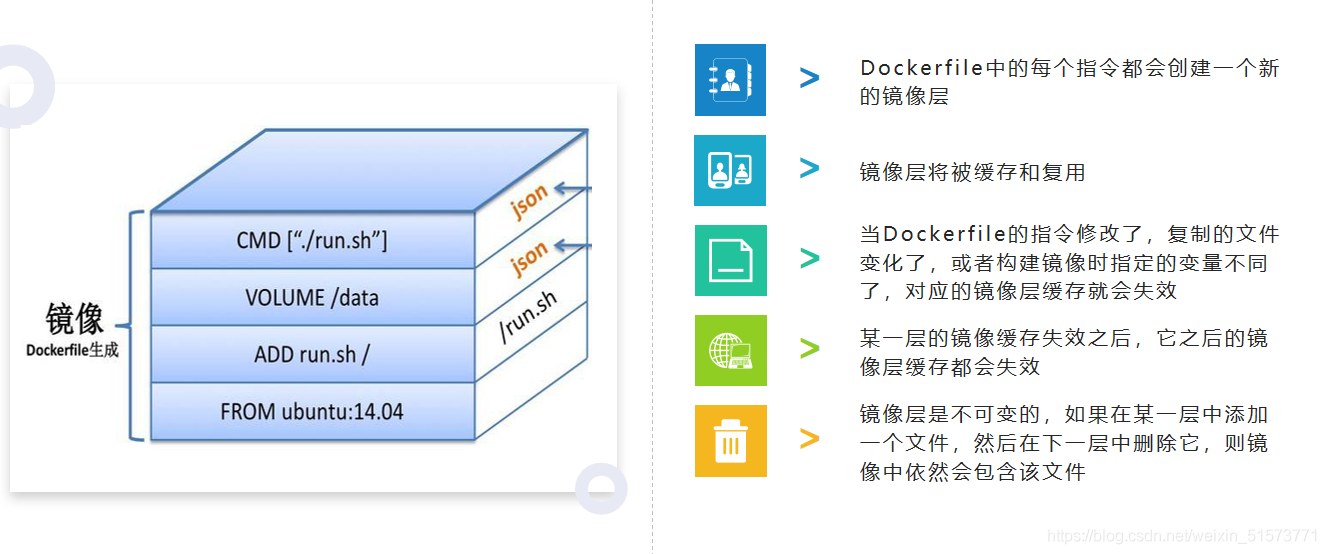 镜像
Dockerfile生成
CMD [“./run.sh”]
VOLUME /data
ADD run.sh /
FROM ubuntu:14.04
json
json
/run.sh
Dockerfile中的每个指令都会创建一个新
的镜像层
镜像层将被缓存和复用
当Dockerfile的指令修改了，复制的文件
变化了，或者构建镜像时指定的变量不同
了，对应的镜像层缓存就会失效
某一层的镜像缓存失效之后，它之后的镜
像层缓存都会失效
镜像层是不可变的，如果在某一层中添加
一个文件，然后在下一层中删除它，则镜
像中依然会包含该文件
https://blog.csdn.net/weixin_51573771